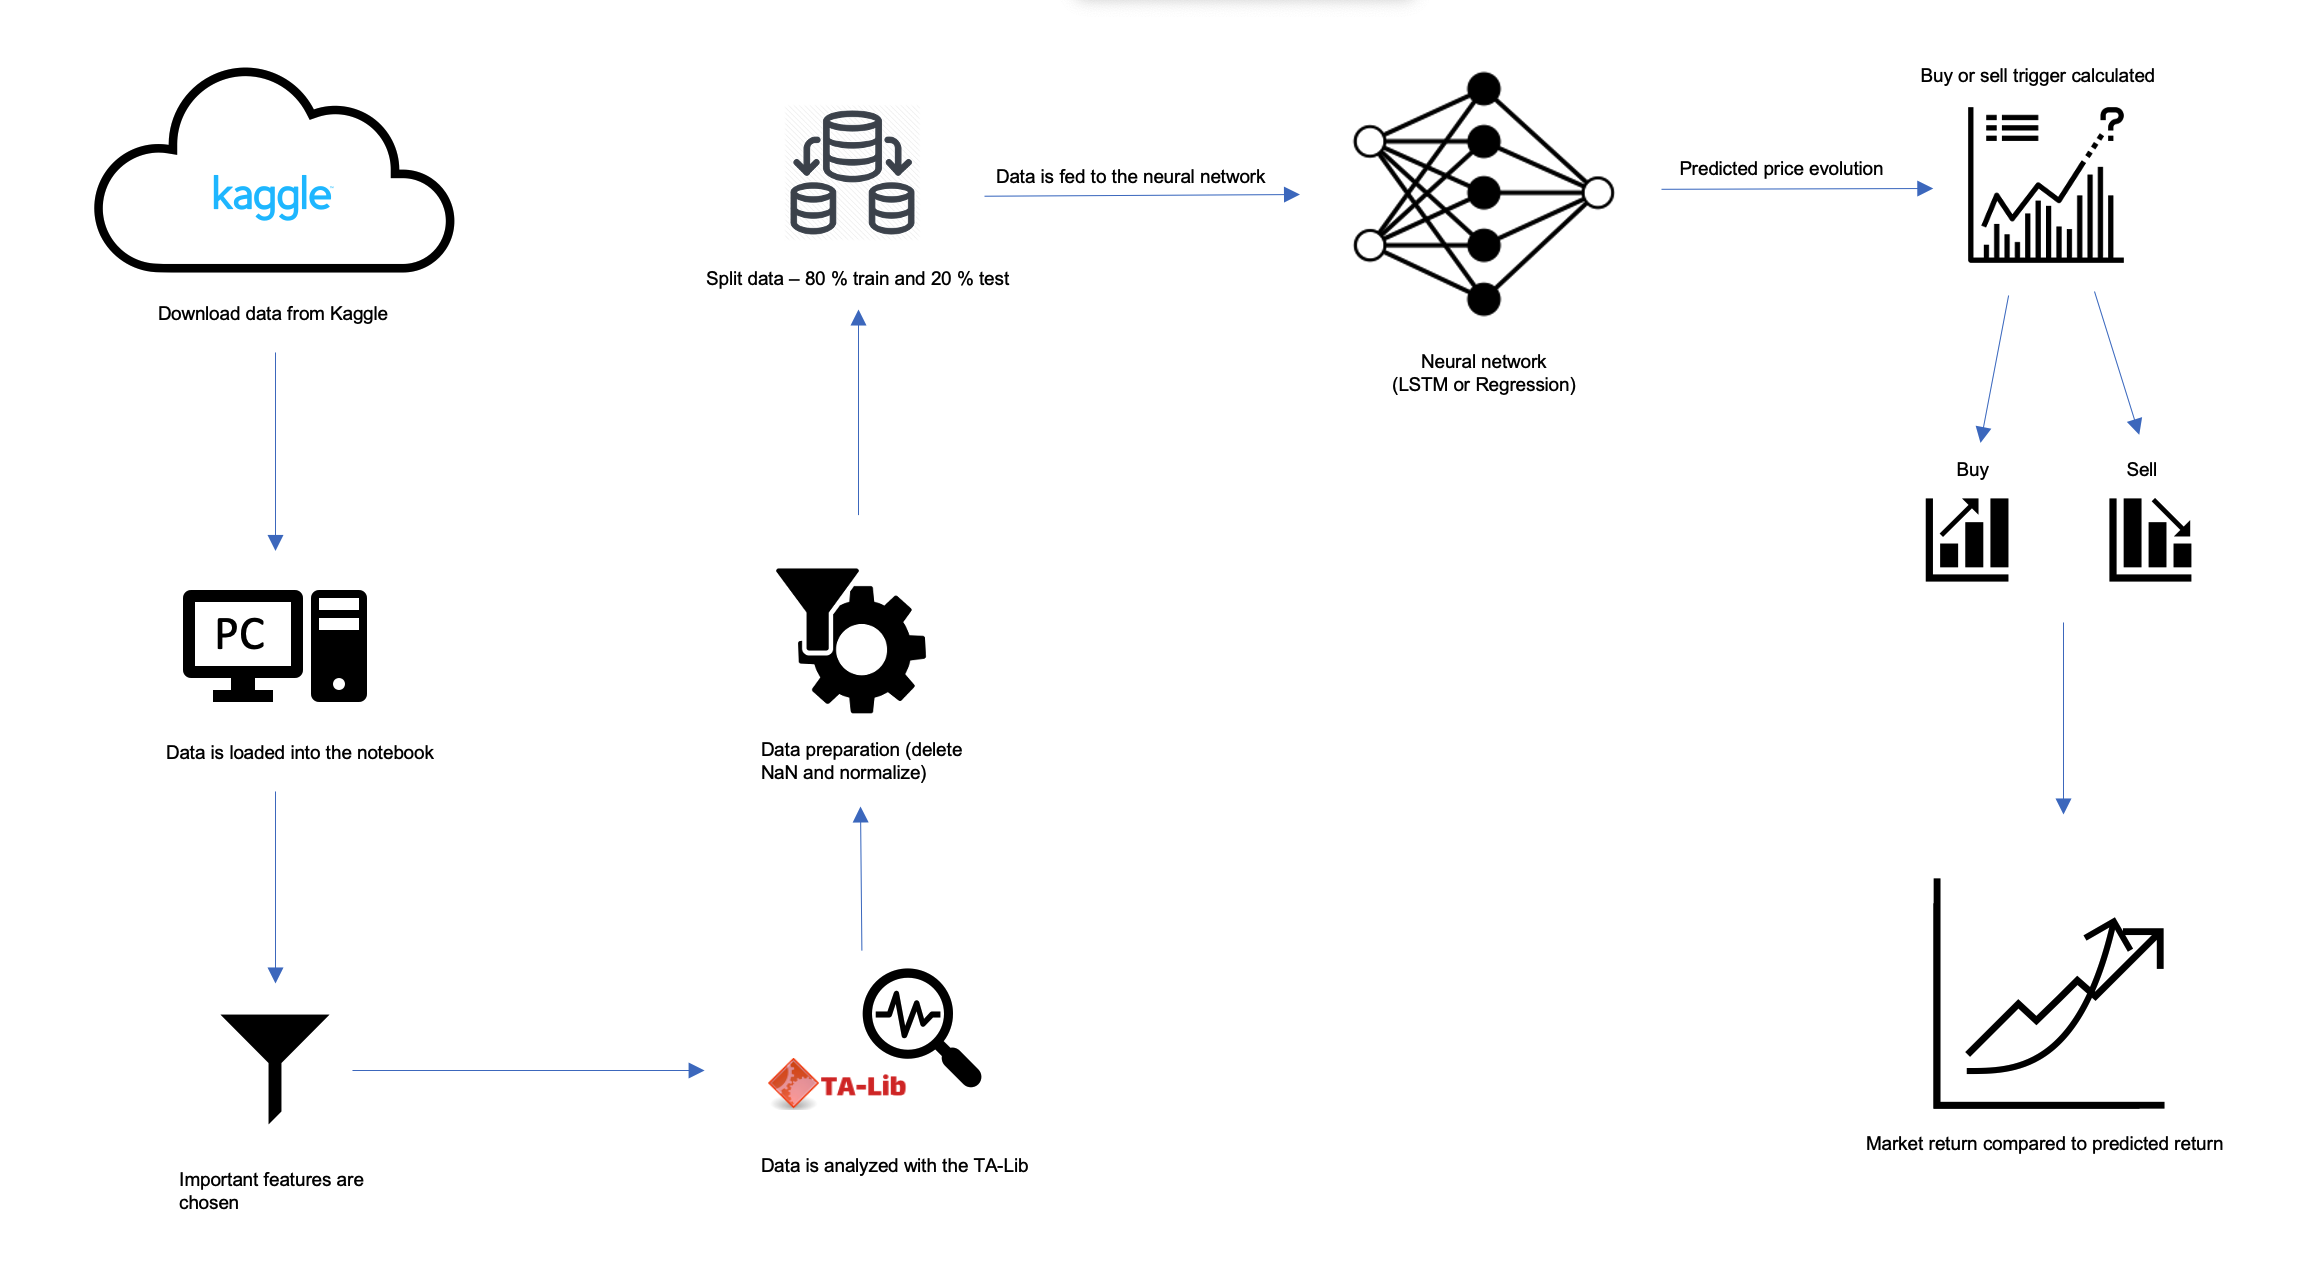 kaggle
Download data from Kaggle
PC
Data is loaded into the notebook
Important features are
chosen
TA-Lib
Data is analyzed with the TA-Lib
Data preparation (delete
NaN and normalize)
Split data – 80 % train and 20 % test
Data is fed to the neural network
Neural network
(LSTM or Regression)
Predicted price evolution
Buy or sell trigger calculated
?
Buy
Sell
Market return compared to predicted return